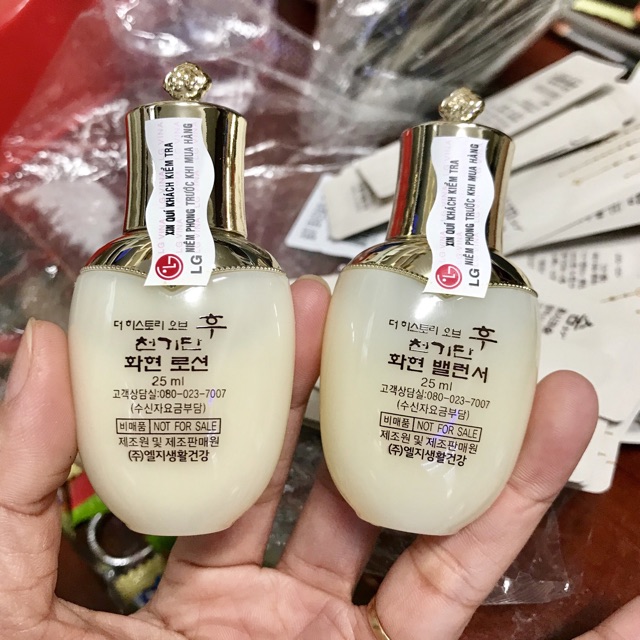 XIN QUÍ KHÁCH KIỂM TRA
NIÊM PHONG TRƯỚC KHI MUA HÀNG
LG
더 히스토리 오브 후
천기단
화현 로션
25 ml
고객상담실:080-023-7007
(수신자요금부담)
비매품 NOT FOR SALE
제조원 및 제조판매원
(주)엘지생활건강
XIN QUÍ KHÁCH KIỂM TRA
NIÊM PHONG TRƯỚC KHI MUA HÀNG
LG
더 히스토리 오브 후
천기단
화현 밸런서
25 ml
고객상담실:080-023-7007
(수신자요금부담)
비매품 NOT FOR SALE
제조원 및 제조판매원
(주)엘지생활건강